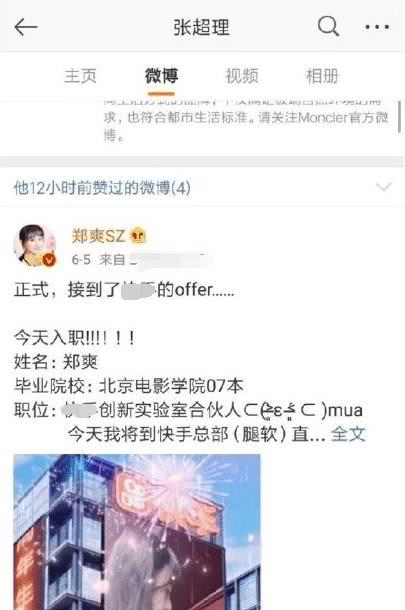 张超理
主页 微博 视频 相册
求,也符合都市生活标准。请关注Moncler官方微
博。
他12小时前赞过的微博(4)
郑爽SZ
6-5 来自
正式,接到了 的offer......
今天入职!!!!!!
姓名:郑爽
毕业院校:北京电影学院07本
职位: 创新实验室合伙人
mua
今天我将到快手总部(腿软)直... 全文